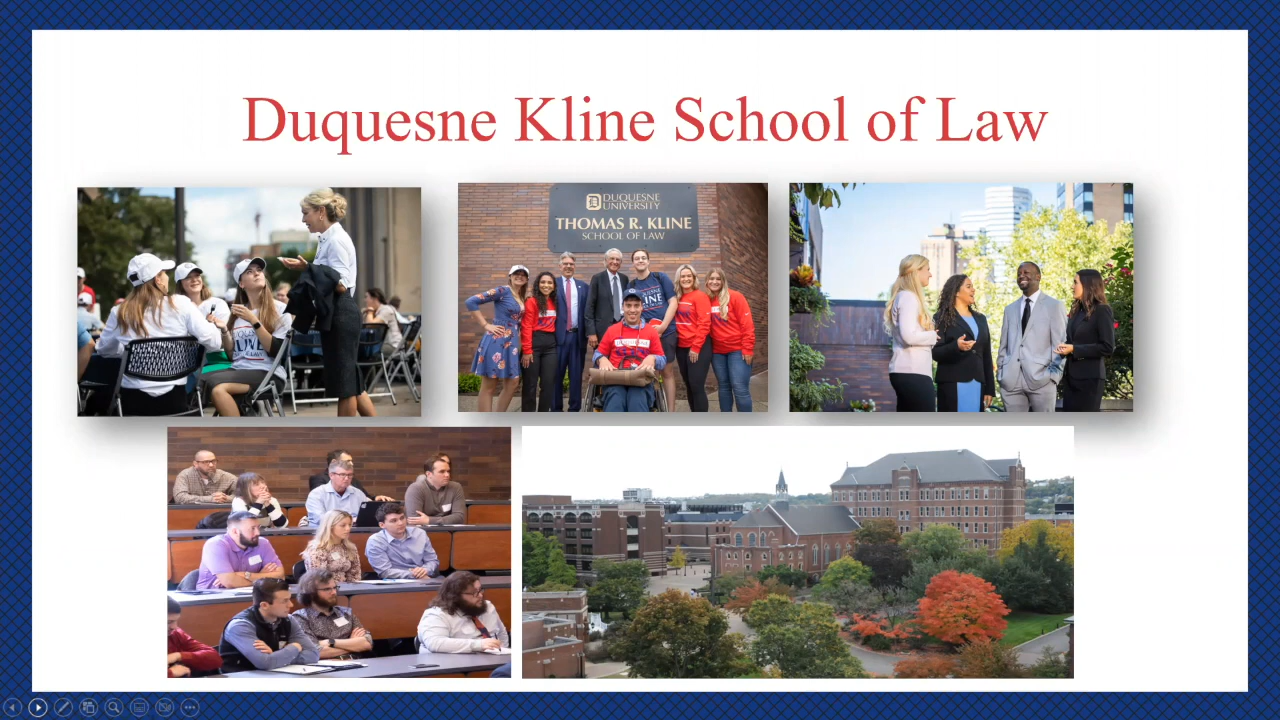 Duquesne Kline School of Law
DUQUESNE
UNIVERSITY
THOMAS R. KLINE
SCHOOL OF LAW